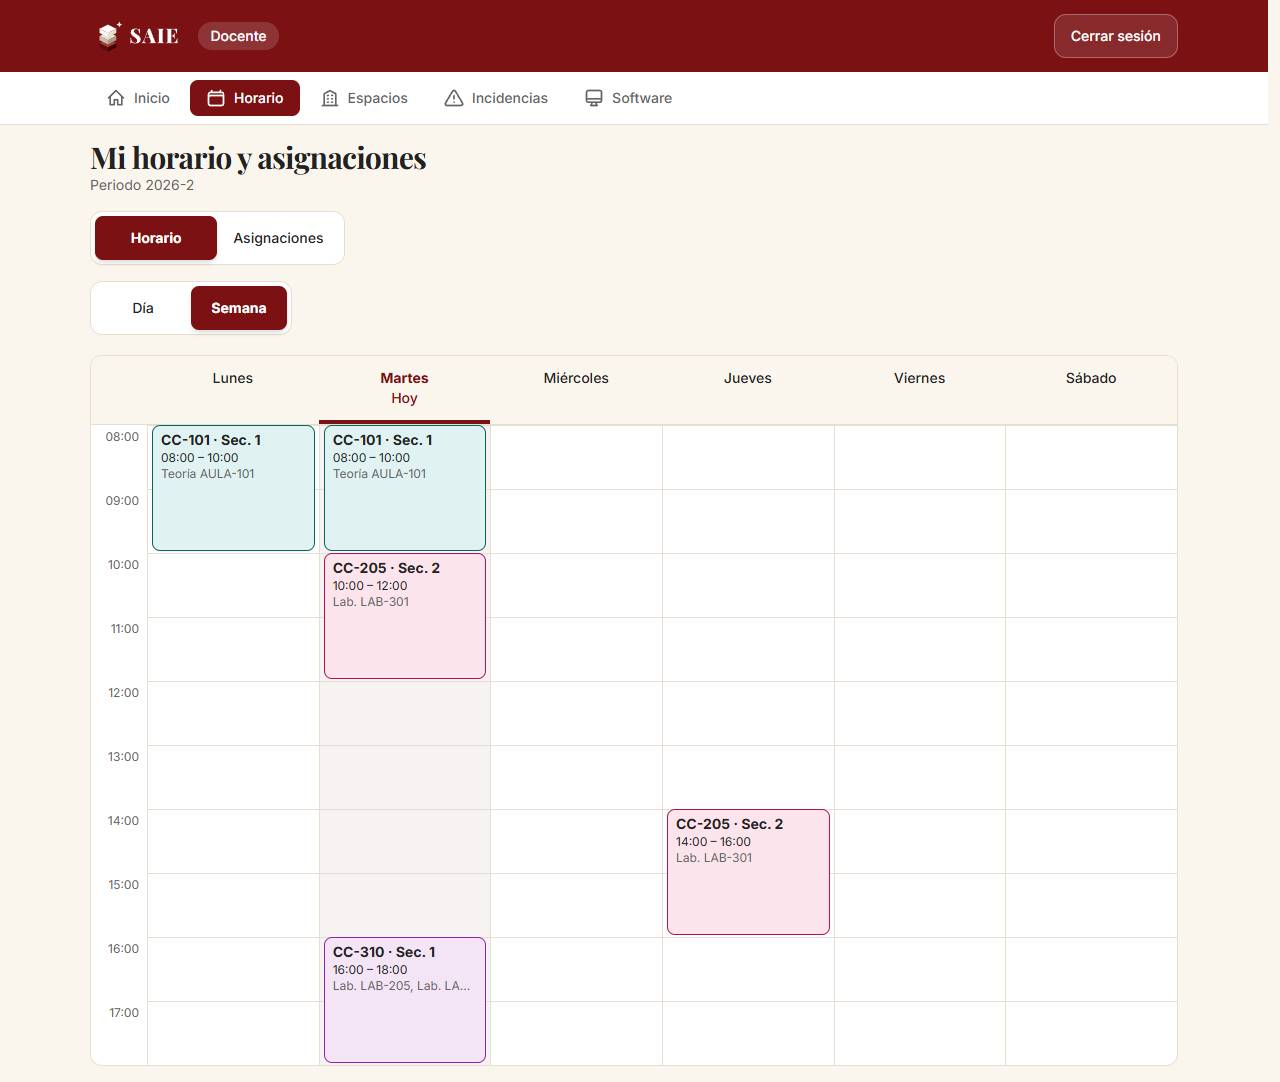 SAIE
Docente
Cerrar sesión
Inicio
Horario
Espacios
Incidencias
Software
Mi horario y asignaciones
Periodo 2026-2
Horario
Asignaciones
Día
Semana
Lunes
Martes
Hoy
Miércoles
Jueves
Viernes
Sábado
08:00
CC-101 · Sec. 1
08:00 – 10:00
Teoría AULA-101
CC-101 · Sec. 1
08:00 – 10:00
Teoría AULA-101
09:00
10:00
CC-205 · Sec. 2
10:00 – 12:00
Lab. LAB-301
11:00
12:00
13:00
14:00
CC-205 · Sec. 2
14:00 – 16:00
Lab. LAB-301
15:00
16:00
CC-310 · Sec. 1
16:00 – 18:00
Lab. LAB-205, Lab. LA...
17:00